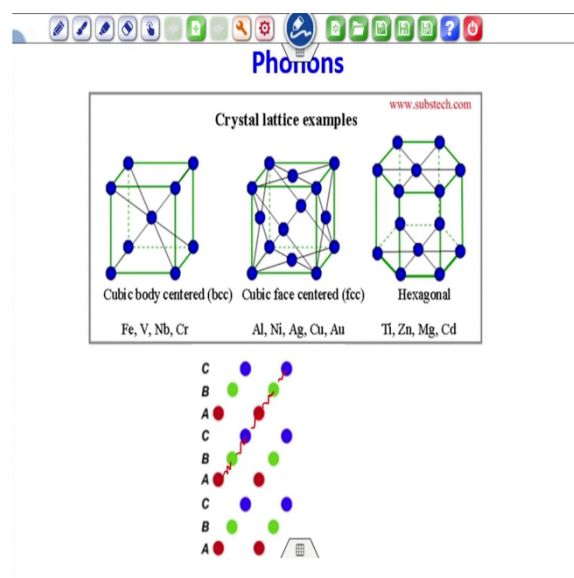 Phonons
www.substech.com
Crystal lattice examples
Cubic body centered (bcc) Cubic face centered (fcc) Hexagonal
Fe, V, Nb, Cr Al, Ni, Ag, Cu, Au Ti, Zn, Mg, Cd
C
B
A
C
B
A
C
B
A